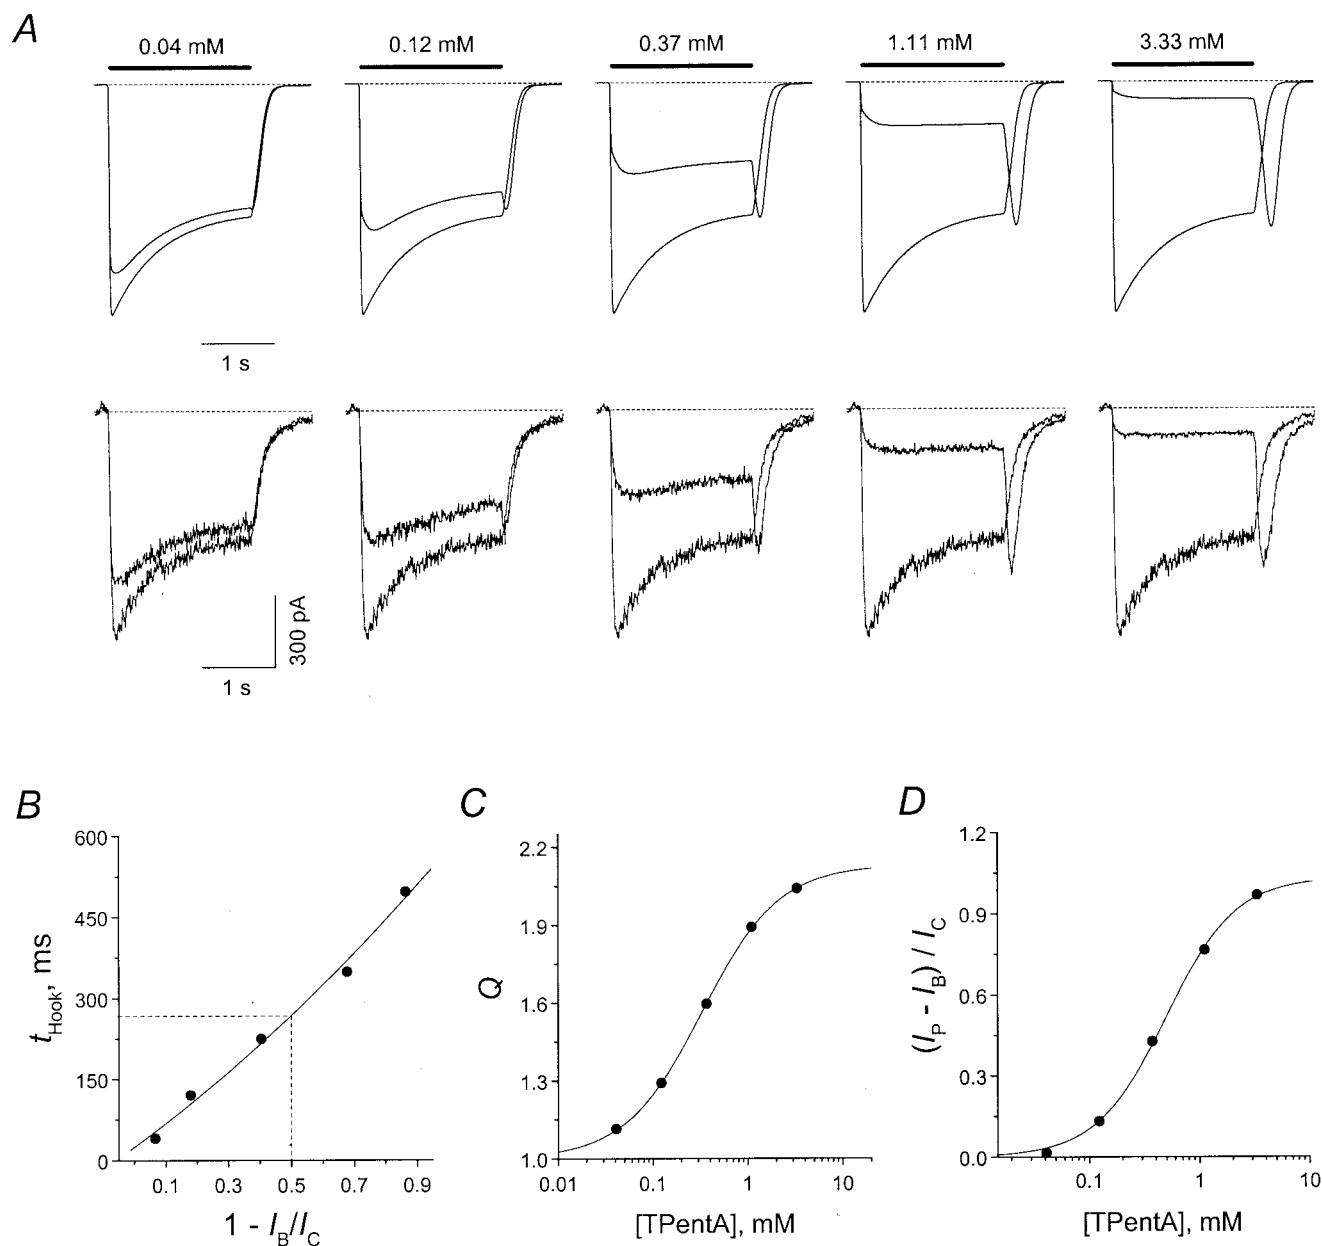 A
0.04 mM 0.12 mM 0.37 mM 1.11 mM 3.33 mM
1 s
300 pA
1 s
B
600
450
300
150
0
0.1 0.3 0.5 0.7 0.9
t_Hook, ms
1 - I_B/I_C
C
2.2
1.9
1.6
1.3
1.0
0.01 0.1 1 10
Q
[TPentA], mM
D
1.2
0.9
0.6
0.3
0.0
0.1 1 10
(I_P - I_B) / I_C
[TPentA], mM